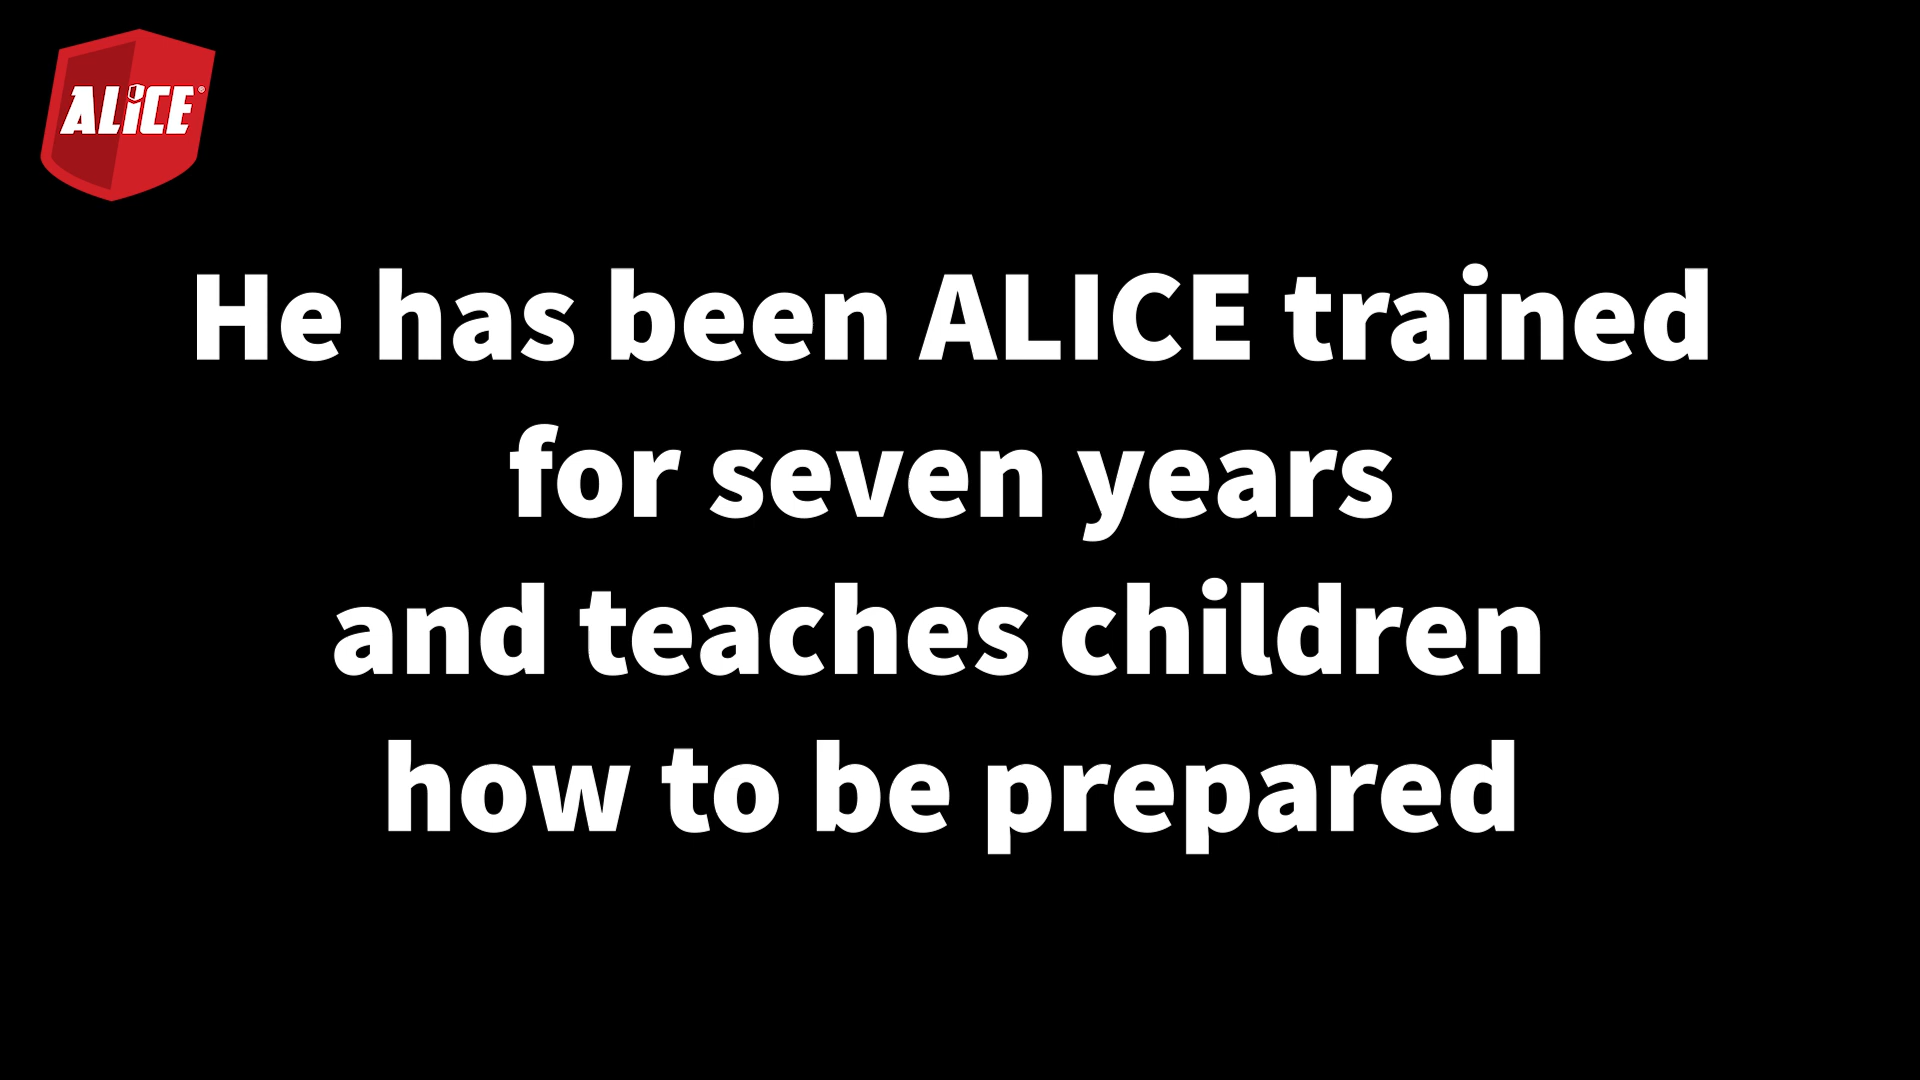 ALiCE®
He has been ALICE trained
for seven years
and teaches children
how to be prepared